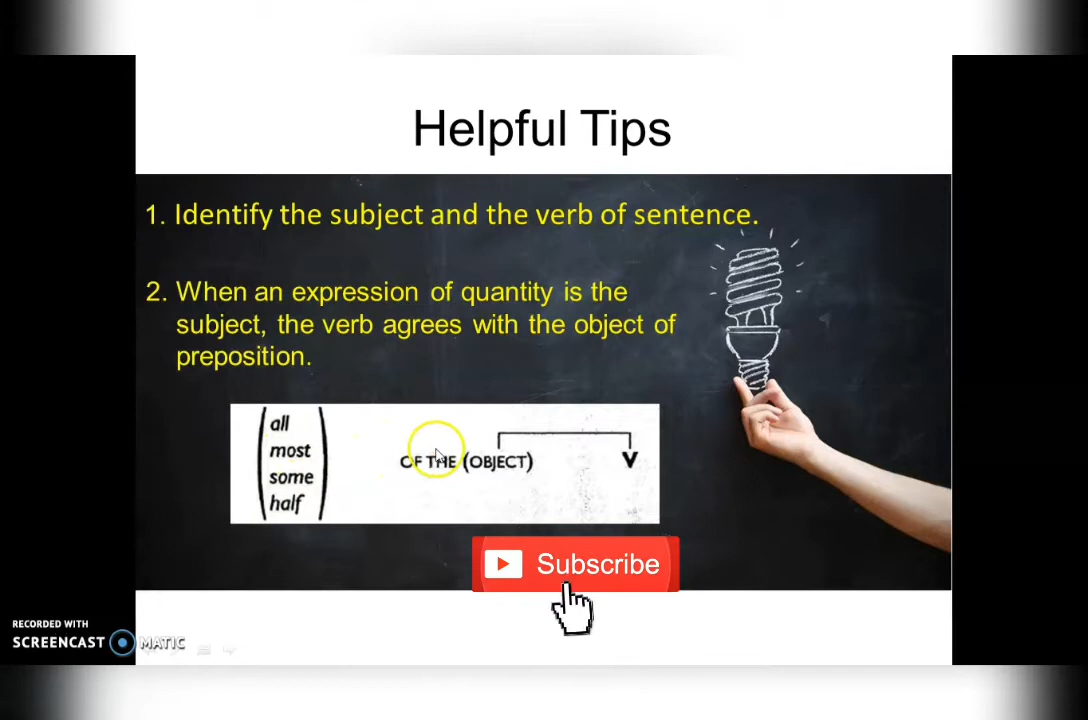 Helpful Tips
1. Identify the subject and the verb of sentence.
2. When an expression of quantity is the
subject, the verb agrees with the object of
preposition.
all
most
some
half
OF THE (OBJECT) V
Subscribe
RECORDED WITH
SCREENCAST MATIC